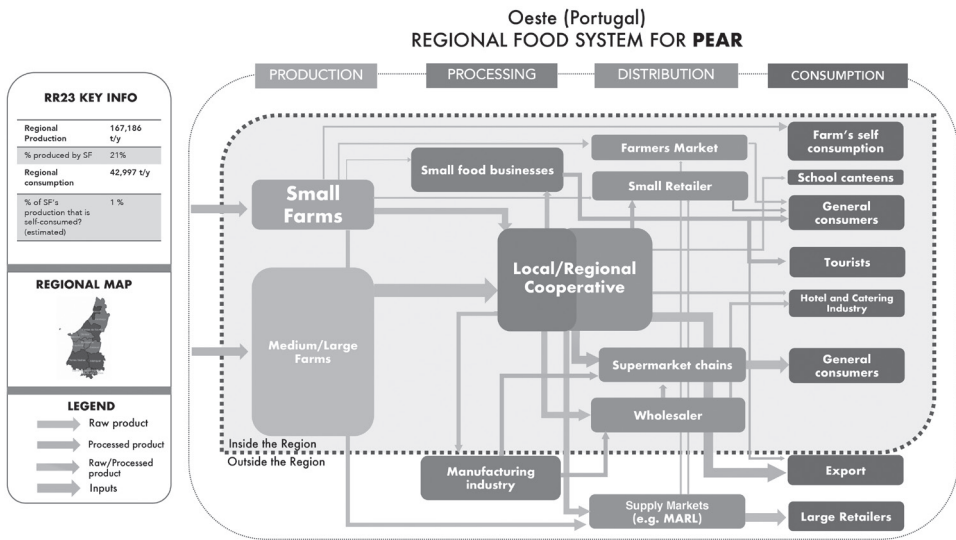 Oeste (Portugal)
REGIONAL FOOD SYSTEM FOR PEAR
PRODUCTION
PROCESSING
DISTRIBUTION
CONSUMPTION
RR23 KEY INFO
Regional Production
167,186 t/y
% produced by SF
21%
Regional consumption
42,997 t/y
% of SF's production that is self-consumed? (estimated)
1 %
REGIONAL MAP
LEGEND
Raw product
Processed product
Raw/Processed product
Inputs
Small
Farms
Medium/Large
Farms
Inside the Region
Outside the Region
Small food businesses
Local/Regional
Cooperative
Manufacturing
industry
Farmers Market
Small Retailer
Supermarket chains
Wholesaler
Supply Markets
(e.g. MARL)
Farm's self
consumption
School canteens
General
consumers
Tourists
Hotel and Catering
Industry
General
consumers
Export
Large Retailers